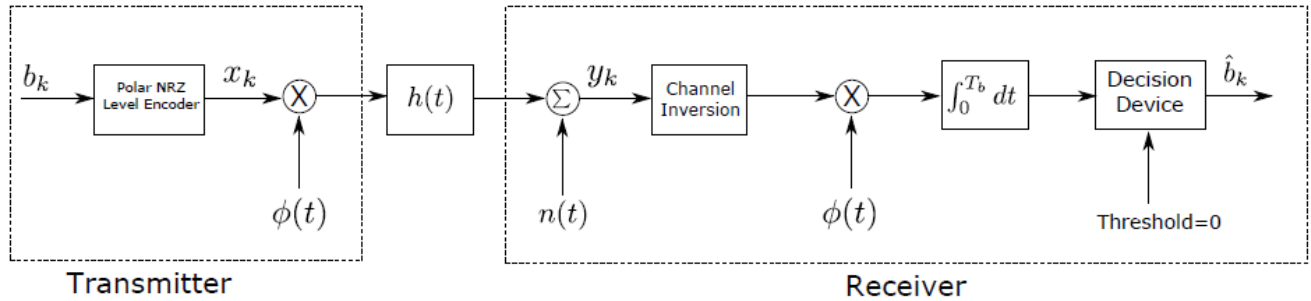 b_k
Polar NRZ
Level Encoder
x_k
X
ϕ(t)
h(t)
Σ
n(t)
y_k
Channel
Inversion
X
ϕ(t)
∫_0^{T_b} dt
Decision
Device
b̂_k
Threshold=0
Transmitter
Receiver